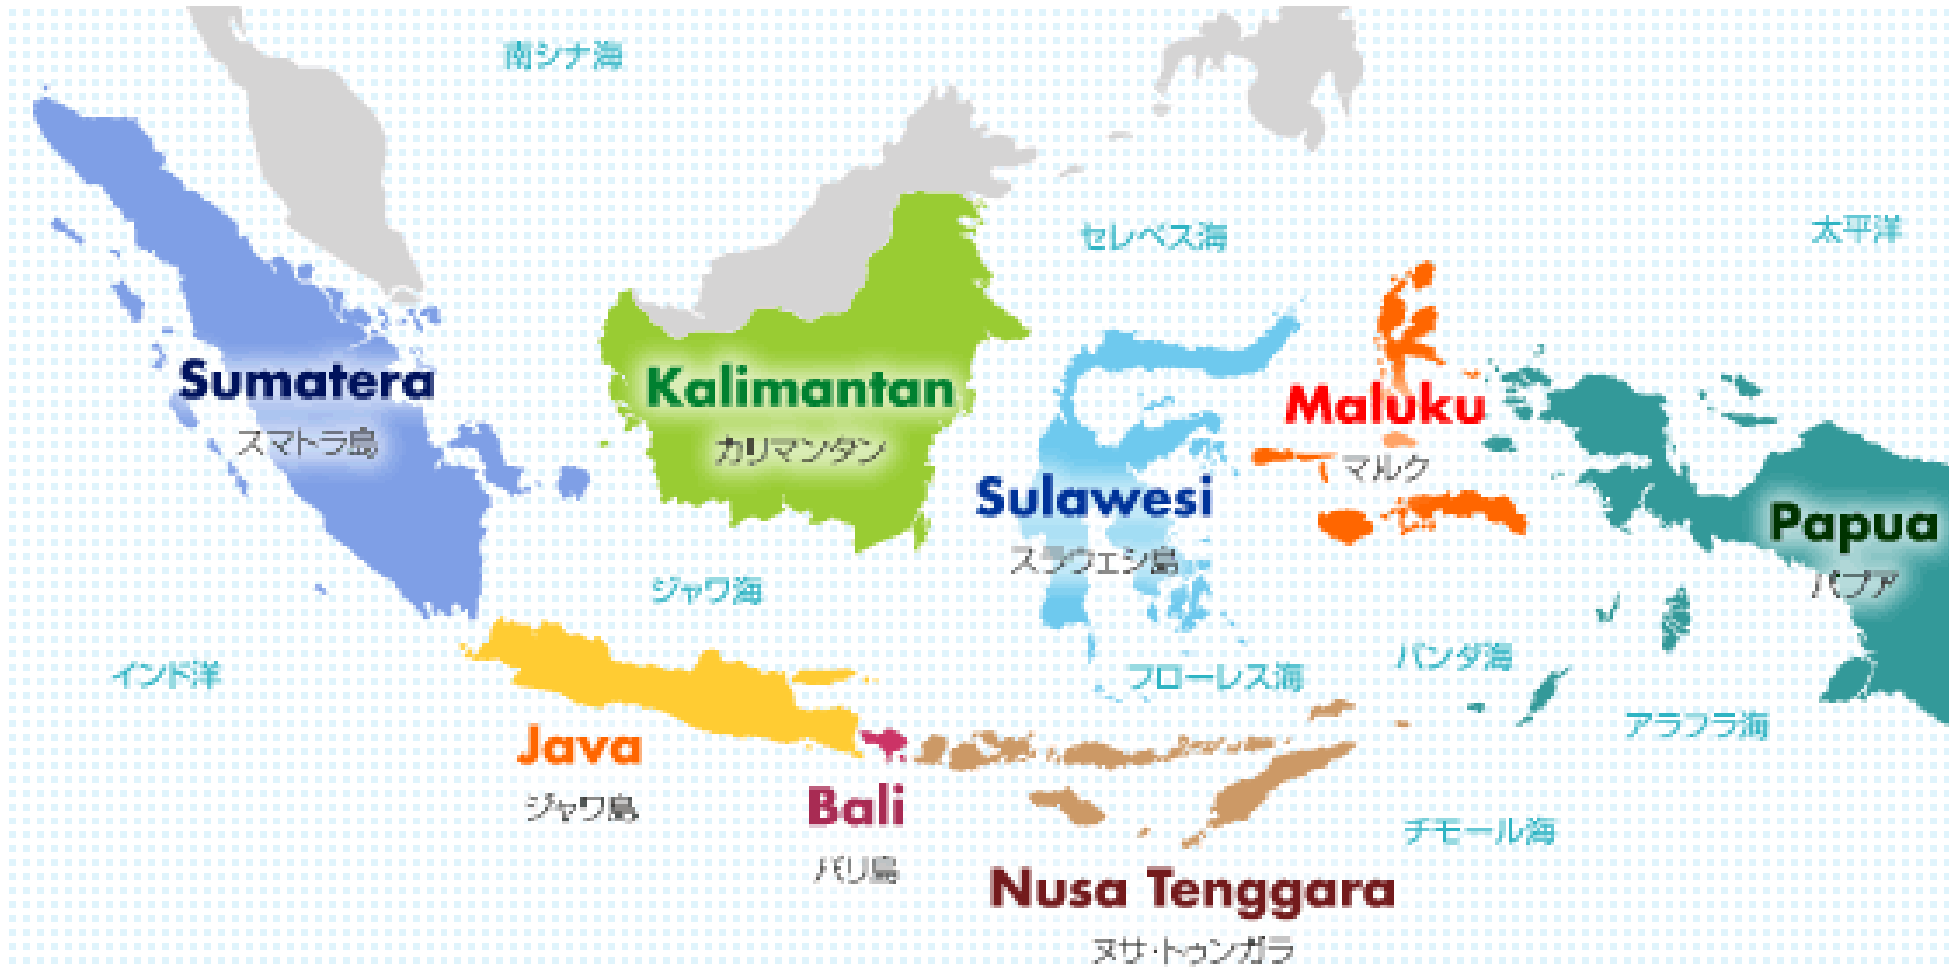 南シナ海
セレベス海
太平洋
Sumatera
スマトラ島
Kalimantan
カリマンタン
Maluku
マルク
Sulawesi
スラウェシ島
Papua
パプア
ジャワ海
インド洋
フローレス海
バンダ海
アラフラ海
Java
ジャワ島
Bali
バリ島
チモール海
Nusa Tenggara
ヌサ・トゥンガラ